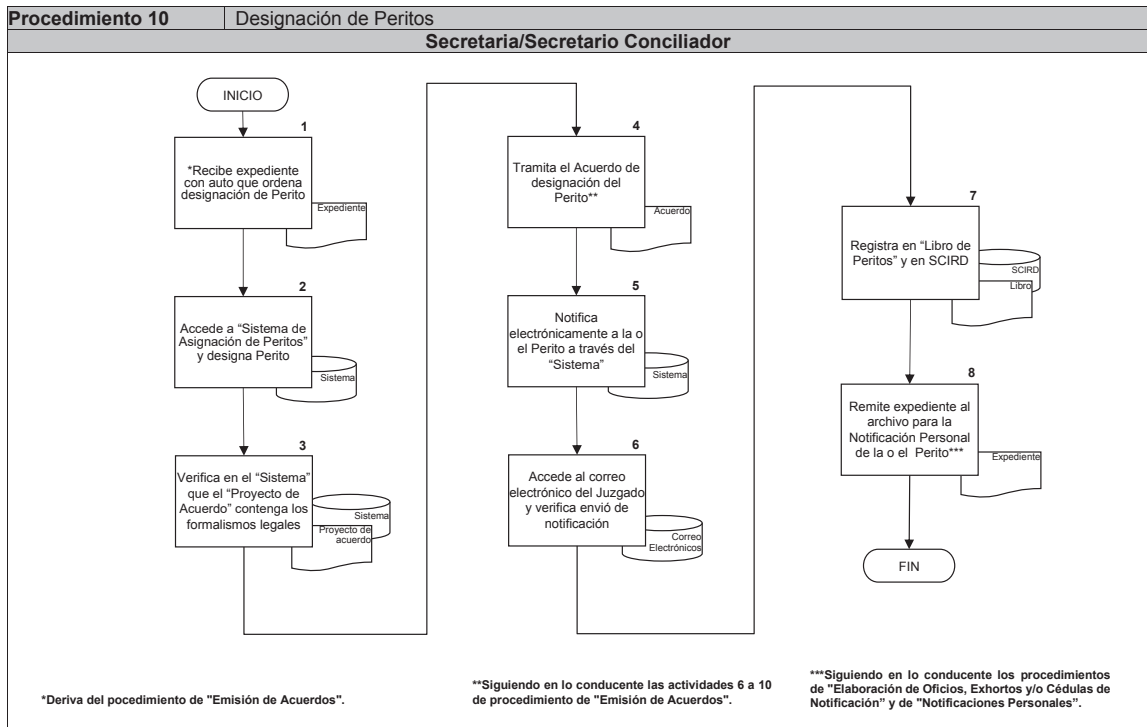 Procedimiento 10
Designación de Peritos
Secretaria/Secretario Conciliador
INICIO
1
*Recibe expediente
con auto que ordena
designación de Perito
Expediente
2
Accede a “Sistema de
Asignación de Peritos”
y designa Perito
Sistema
3
Verifica en el “Sistema”
que el “Proyecto de
Acuerdo” contenga los
formalismos legales
Sistema
Proyecto de
acuerdo
4
Tramita el Acuerdo de
designación del
Perito**
Acuerdo
5
Notifica
electrónicamente a la o
el Perito a través del
“Sistema”
Sistema
6
Accede al correo
electrónico del Juzgado
y verifica envió de
notificación
Correo
Electrónicos
7
Registra en “Libro de
Peritos” y en SCIRD
SCIRD
Libro
8
Remite expediente al
archivo para la
Notificación Personal
de la o el Perito***
Expediente
FIN
*Deriva del pocedimiento de "Emisión de Acuerdos".
**Siguiendo en lo conducente las actividades 6 a 10
de procedimiento de "Emisión de Acuerdos".
***Siguiendo en lo conducente los procedimientos
de "Elaboración de Oficios, Exhortos y/o Cédulas de
Notificación” y de "Notificaciones Personales”.